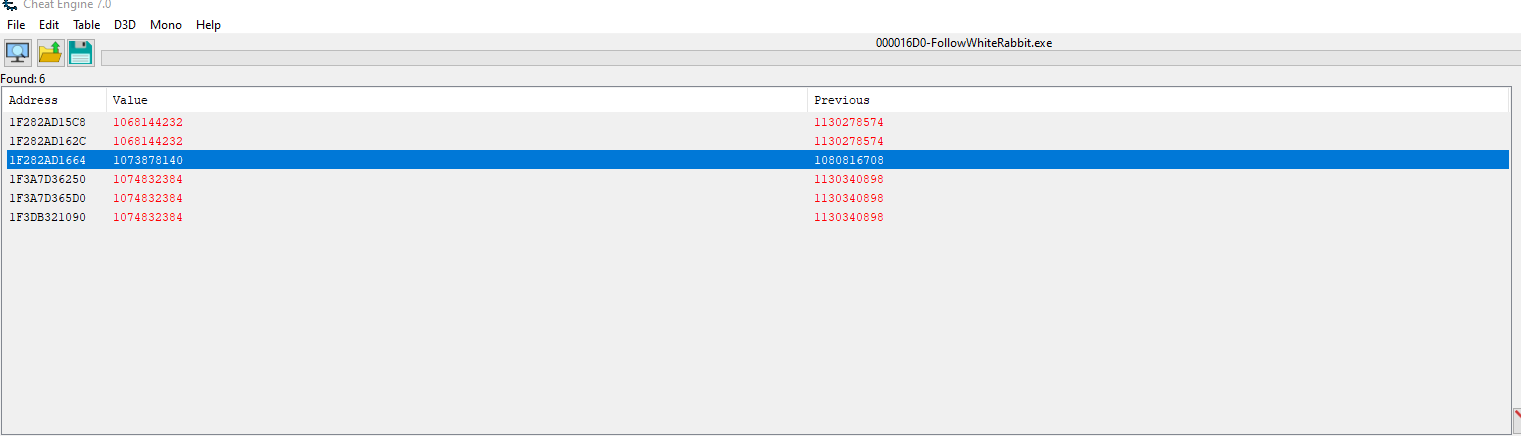 Cheat Engine 7.0
File Edit Table D3D Mono Help
000016D0-FollowWhiteRabbit.exe
Found: 6
Address Value Previous
1F282AD15C8 1068144232 1130278574
1F282AD162C 1068144232 1130278574
1F282AD1664 1073878140 1080816708
1F3A7D36250 1074832384 1130340898
1F3A7D365D0 1074832384 1130340898
1F3DB321090 1074832384 1130340898